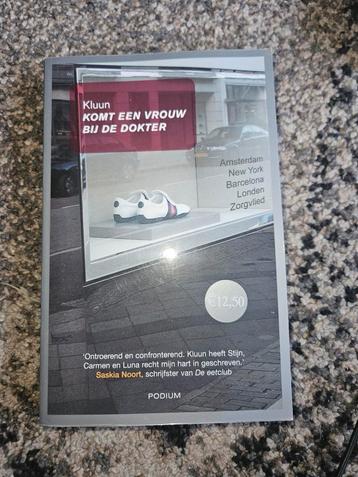 Kluun
KOMT EEN VROUW
BIJ DE DOKTER
Amsterdam
New York
Barcelona
Londen
Zorgvlied
€12,50
'Ontroerend en confronterend. Kluun heeft Stijn,
Carmen en Luna recht mijn hart in geschreven.'
Saskia Noort, schrijfster van De eetclub
PODIUM